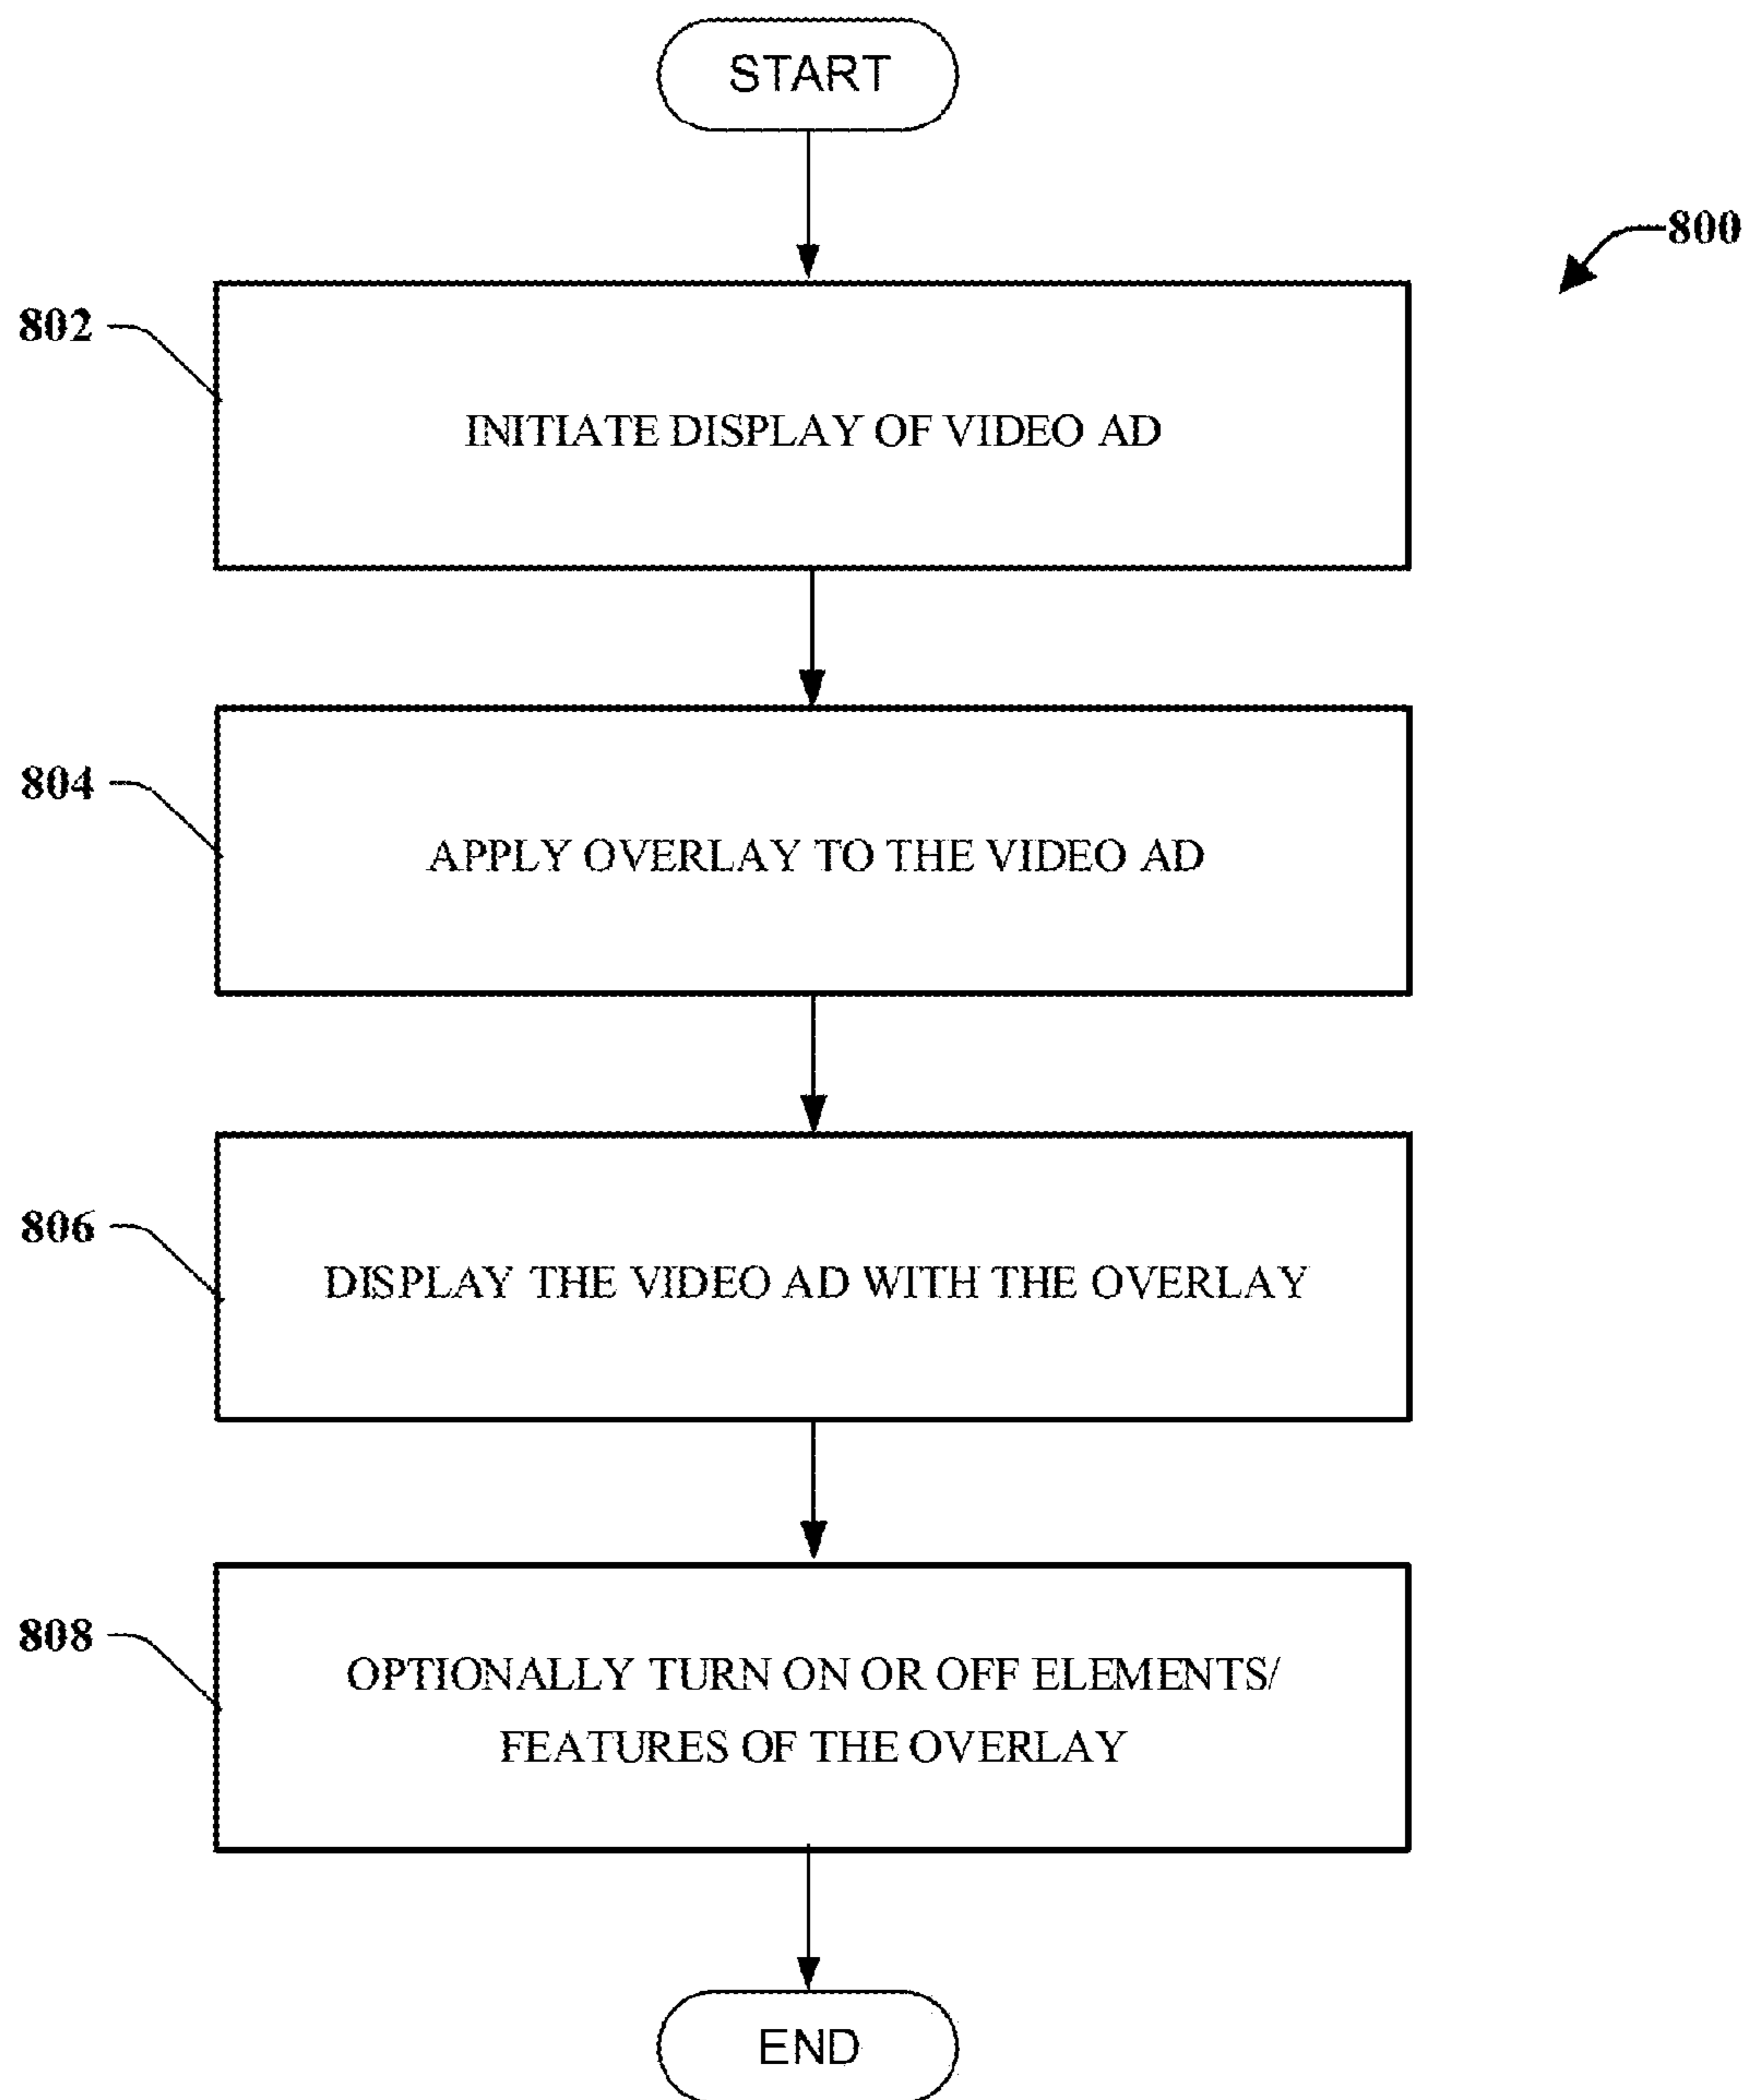 START
800
802
INITIATE DISPLAY OF VIDEO AD
804
APPLY OVERLAY TO THE VIDEO AD
806
DISPLAY THE VIDEO AD WITH THE OVERLAY
808
OPTIONALLY TURN ON OR OFF ELEMENTS/
FEATURES OF THE OVERLAY
END